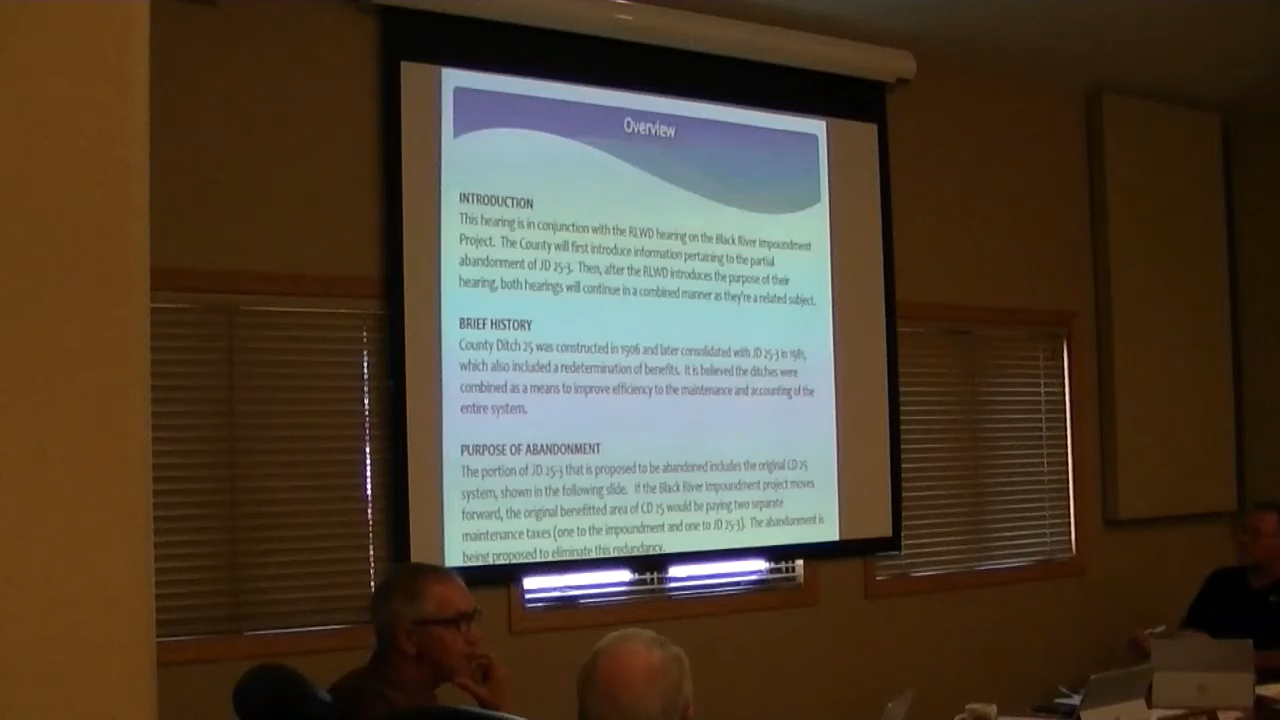 Overview
INTRODUCTION
This hearing is in conjunction with the RLWD hearing on the Black River Impoundment
Project. The County will first introduce information pertaining to the partial
abandonment of JD 25-3. Then, after the RLWD introduces the purpose of their
hearing, both hearings will continue in a combined manner as they're a related subject.
BRIEF HISTORY
County Ditch 25 was constructed in 1906 and later consolidated with JD 25-3 in
which also included a redetermination of benefits. It is believed the ditches were
combined as a means to improve efficiency to the maintenance and accounting of the
entire system.
PURPOSE OF ABANDONMENT
The portion of JD 25-3 that is proposed to be abandoned includes the original CD 25
system, shown in the following slide. If the Black River Impoundment project moves
forward, the original benefitted area of CD 25 would be paying two separate
maintenance taxes (one to the impoundment and one to JD 25-3). The abandonment is
being proposed to eliminate this redundancy.